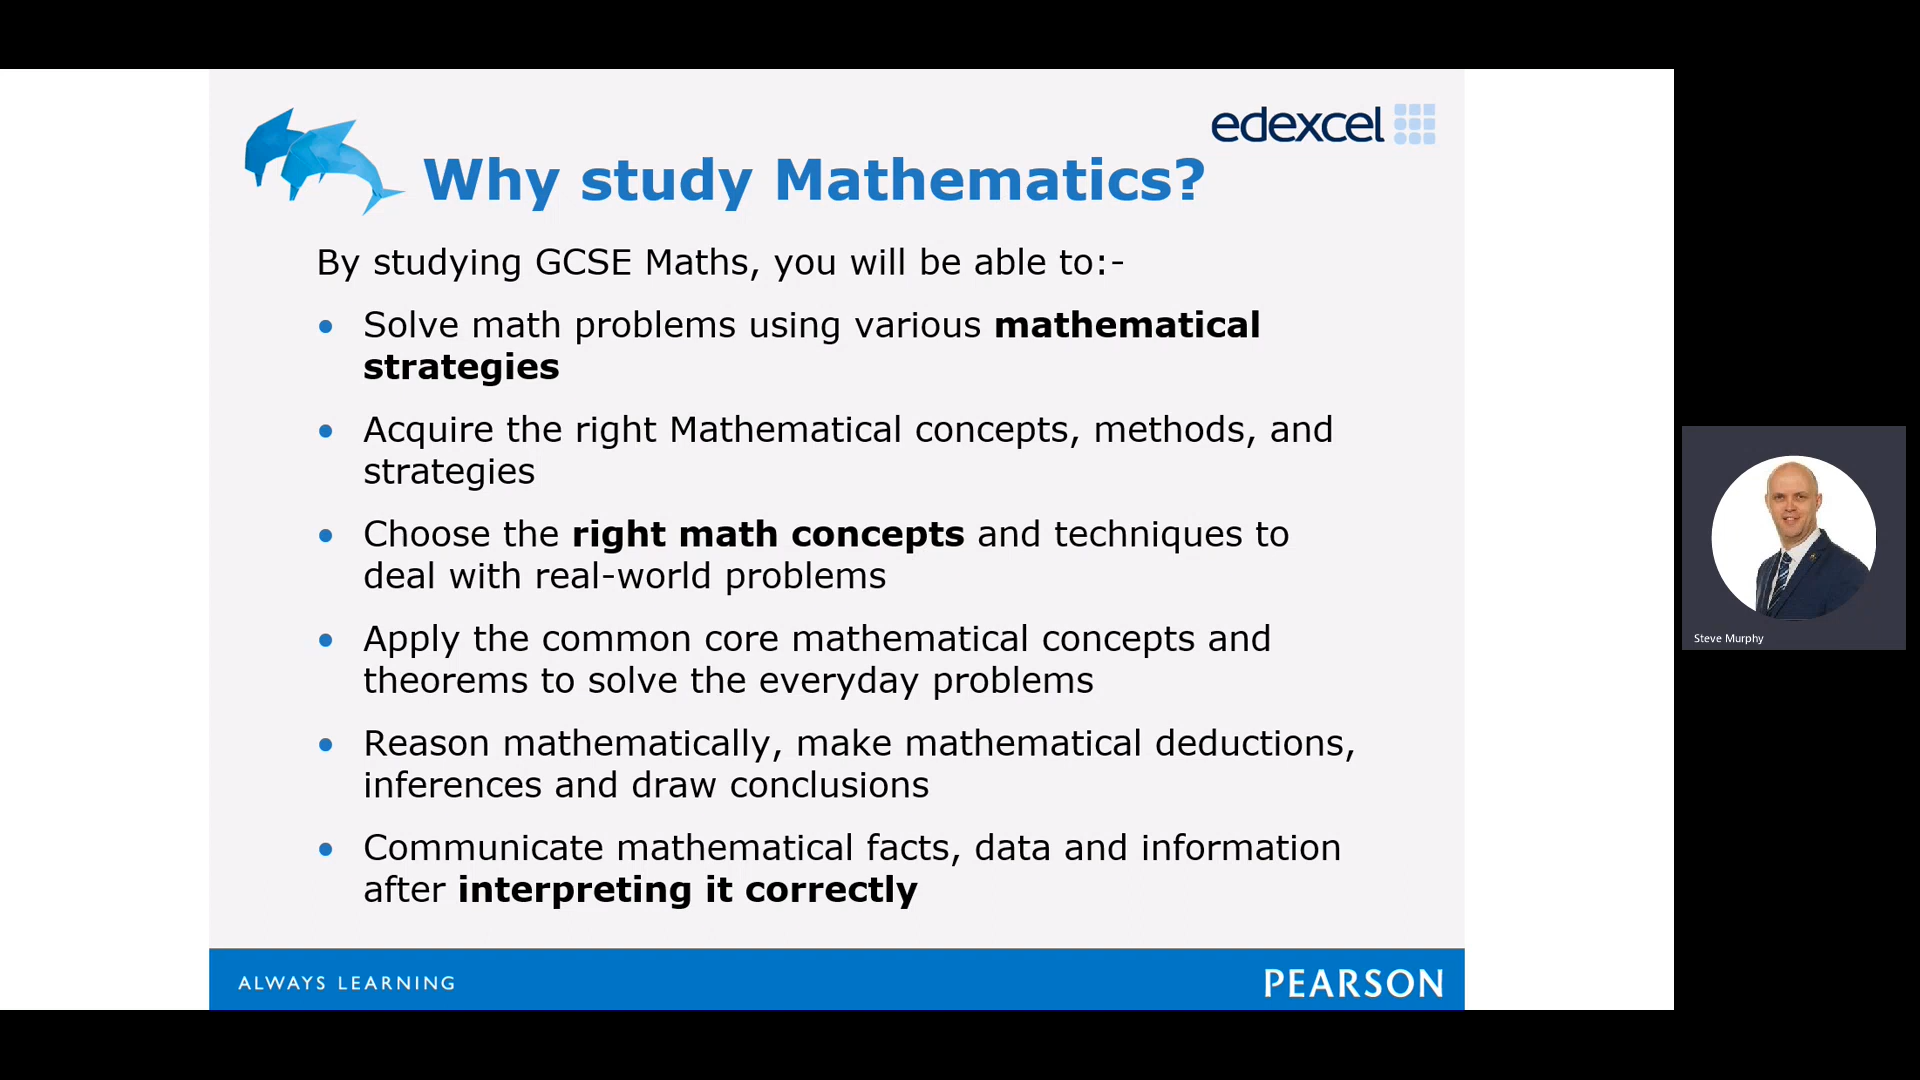 edexcel
Why study Mathematics?
By studying GCSE Maths, you will be able to:-
• Solve math problems using various mathematical
strategies
• Acquire the right Mathematical concepts, methods, and
strategies
• Choose the right math concepts and techniques to
deal with real-world problems
• Apply the common core mathematical concepts and
theorems to solve the everyday problems
• Reason mathematically, make mathematical deductions,
inferences and draw conclusions
• Communicate mathematical facts, data and information
after interpreting it correctly
ALWAYS LEARNING
PEARSON
Steve Murphy